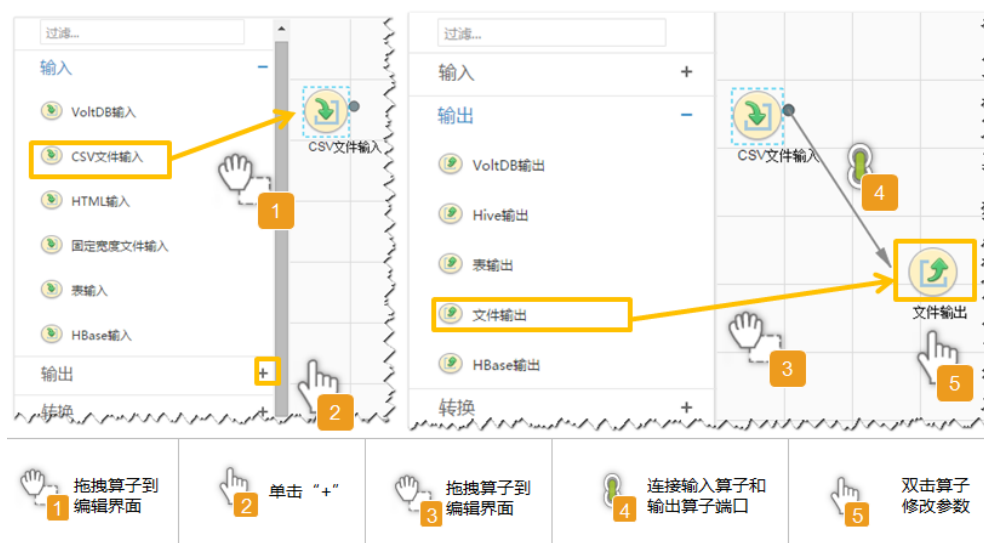 过滤...
输入
−
VoltDB输入
CSV文件输入
HTML输入
固定宽度文件输入
表输入
HBase输入
输出
+
转换
+
CSV文件输入
1
2
过滤...
输入
+
输出
−
VoltDB输出
Hive输出
表输出
文件输出
HBase输出
转换
+
CSV文件输入
4
文件输出
3
5
1
拖拽算子到
编辑界面
2
单击“+”
3
拖拽算子到
编辑界面
4
连接输入算子和
输出算子端口
5
双击算子
修改参数